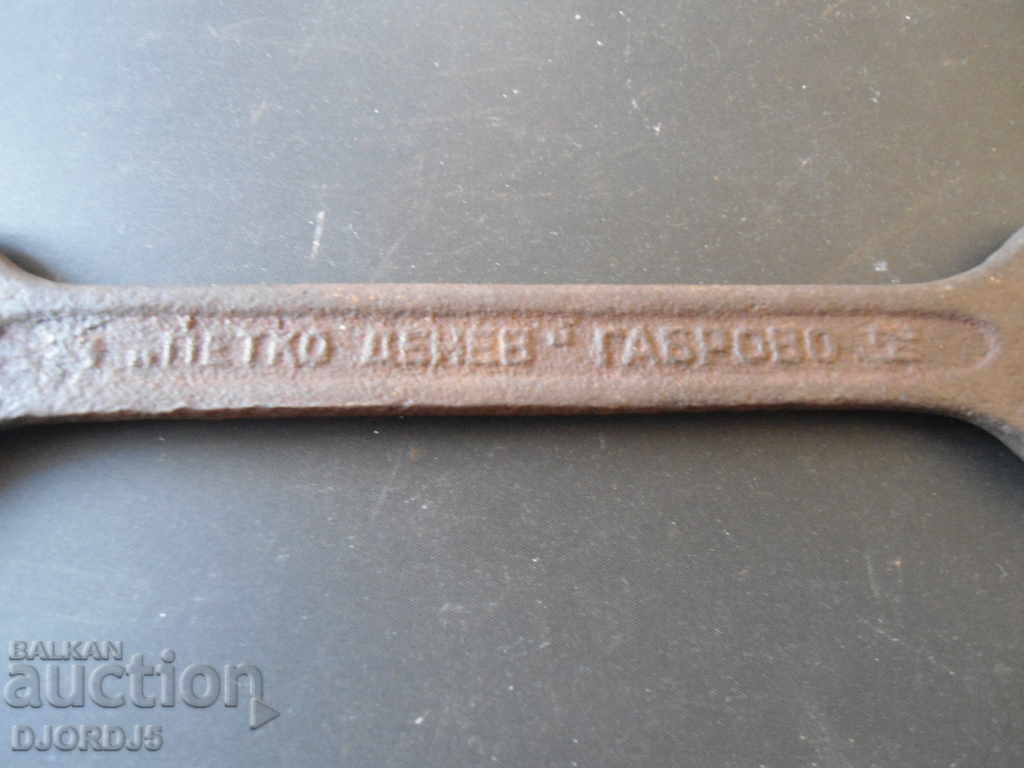 „ПЕТКО ДЕНЕВ" ГАБРОВО
BALKAN
auction
DJORDJ5